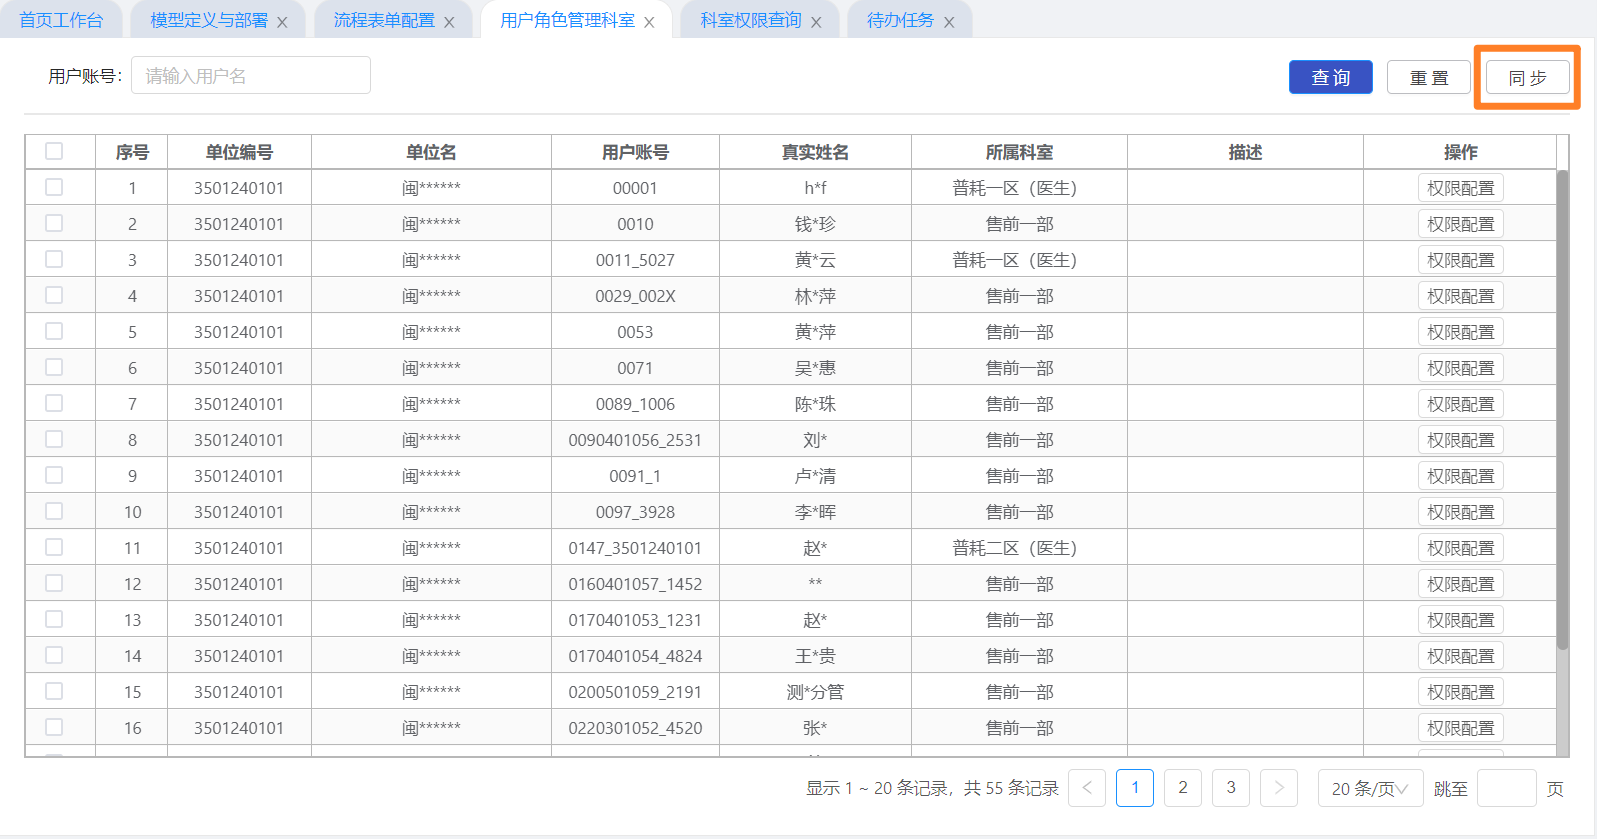 首页工作台 模型定义与部署 × 流程表单配置 × 用户角色管理科室 × 科室权限查询 × 待办任务 ×
用户账号: 请输入用户名 查询 重置 同步
序号 单位编号 单位名 用户账号 真实姓名 所属科室 描述 操作
1 3501240101 闽****** 00001 h*f 普耗一区（医生） 权限配置
2 3501240101 闽****** 0010 钱*珍 售前一部 权限配置
3 3501240101 闽****** 0011_5027 黄*云 普耗一区（医生） 权限配置
4 3501240101 闽****** 0029_002X 林*萍 售前一部 权限配置
5 3501240101 闽****** 0053 黄*萍 售前一部 权限配置
6 3501240101 闽****** 0071 吴*惠 售前一部 权限配置
7 3501240101 闽****** 0089_1006 陈*珠 售前一部 权限配置
8 3501240101 闽****** 0090401056_2531 刘* 售前一部 权限配置
9 3501240101 闽****** 0091_1 卢*清 售前一部 权限配置
10 3501240101 闽****** 0097_3928 李*晖 售前一部 权限配置
11 3501240101 闽****** 0147_3501240101 赵* 普耗二区（医生） 权限配置
12 3501240101 闽****** 0160401057_1452 ** 售前一部 权限配置
13 3501240101 闽****** 0170401053_1231 赵* 售前一部 权限配置
14 3501240101 闽****** 0170401054_4824 王*贵 售前一部 权限配置
15 3501240101 闽****** 0200501059_2191 测*分管 售前一部 权限配置
16 3501240101 闽****** 0220301052_4520 张* 售前一部 权限配置
显示 1 ~ 20 条记录，共 55 条记录 < 1 2 3 > 20 条/页 跳至 页